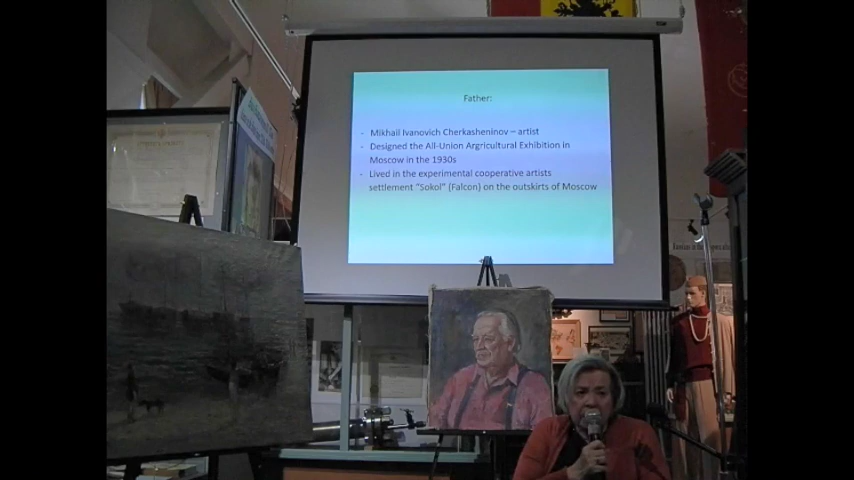 Father:
- Mikhail Ivanovich Cherkasheninov – artist
- Designed the All-Union Argricultural Exhibition in
Moscow in the 1930s
- Lived in the experimental cooperative artists
settlement "Sokol" (Falcon) on the outskirts of Moscow